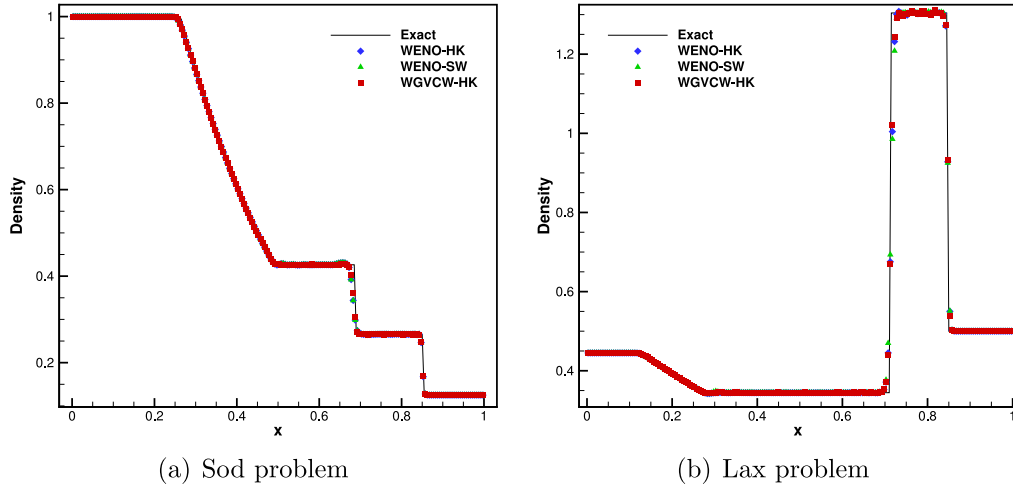 Exact
WENO-HK
WENO-SW
WGVCW-HK
Density
1
0.8
0.6
0.4
0.2
0
0.2
0.4
0.6
0.8
1
x
(a) Sod problem
Exact
WENO-HK
WENO-SW
WGVCW-HK
Density
1.2
1
0.8
0.6
0.4
0
0.2
0.4
0.6
0.8
1
x
(b) Lax problem